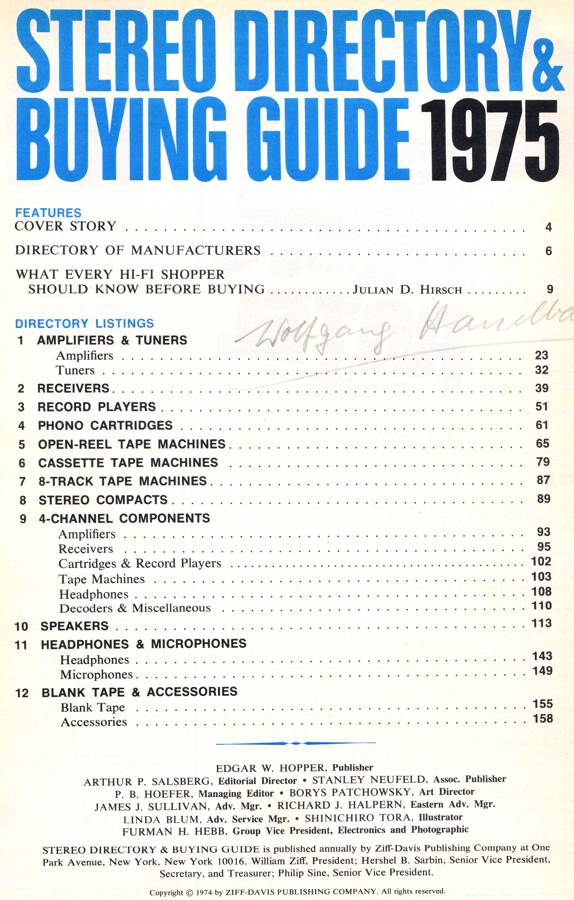 STEREO DIRECTORY &
BUYING GUIDE 1975
FEATURES
COVER STORY . . . . . . . . . . . . . . . . . . . . 4
DIRECTORY OF MANUFACTURERS . . . . . . . . . . . . . . . . . . . . 6
WHAT EVERY HI-FI SHOPPER
SHOULD KNOW BEFORE BUYING . . . . . . . . . . . JULIAN D. HIRSCH . . . . . . . . . 9
Wolfgang
DIRECTORY LISTINGS
1 AMPLIFIERS & TUNERS
Amplifiers . . . . . . . . . . . . . . . . . . . . 23
Tuners . . . . . . . . . . . . . . . . . . . . 32
2 RECEIVERS . . . . . . . . . . . . . . . . . . . . 39
3 RECORD PLAYERS . . . . . . . . . . . . . . . . . . . . 51
4 PHONO CARTRIDGES . . . . . . . . . . . . . . . . . . . . 61
5 OPEN-REEL TAPE MACHINES . . . . . . . . . . . . . . . . . . . . 65
6 CASSETTE TAPE MACHINES . . . . . . . . . . . . . . . . . . . . 79
7 8-TRACK TAPE MACHINES . . . . . . . . . . . . . . . . . . . . 87
8 STEREO COMPACTS . . . . . . . . . . . . . . . . . . . . 89
9 4-CHANNEL COMPONENTS
Amplifiers . . . . . . . . . . . . . . . . . . . . 93
Receivers . . . . . . . . . . . . . . . . . . . . 95
Cartridges & Record Players . . . . . . . . . . . . . . . . . . . . 102
Tape Machines . . . . . . . . . . . . . . . . . . . . 103
Headphones . . . . . . . . . . . . . . . . . . . . 108
Decoders & Miscellaneous . . . . . . . . . . . . . . . . . . . . 110
10 SPEAKERS . . . . . . . . . . . . . . . . . . . . 113
11 HEADPHONES & MICROPHONES
Headphones . . . . . . . . . . . . . . . . . . . . 143
Microphones . . . . . . . . . . . . . . . . . . . . 149
12 BLANK TAPE & ACCESSORIES
Blank Tape . . . . . . . . . . . . . . . . . . . . 155
Accessories . . . . . . . . . . . . . . . . . . . . 158
EDGAR W. HOPPER, Publisher
ARTHUR P. SALSBERG, Editorial Director • STANLEY NEUFELD, Assoc. Publisher
P. B. HOEFER, Managing Editor • BORYS PATCHOWSKY, Art Director
JAMES J. SULLIVAN, Adv. Mgr. • RICHARD J. HALPERN, Eastern Adv. Mgr.
LINDA BLUM, Adv. Service Mgr. • SHINICHIRO TORA, Illustrator
FURMAN H. HEBB, Group Vice President, Electronics and Photographic
STEREO DIRECTORY & BUYING GUIDE is published annually by Ziff-Davis Publishing Company at One
Park Avenue, New York, New York 10016. William Ziff, President; Hershel B. Sarbin, Senior Vice President,
Secretary, and Treasurer; Philip Sine, Senior Vice President.
Copyright © 1974 by ZIFF-DAVIS PUBLISHING COMPANY. All rights reserved.